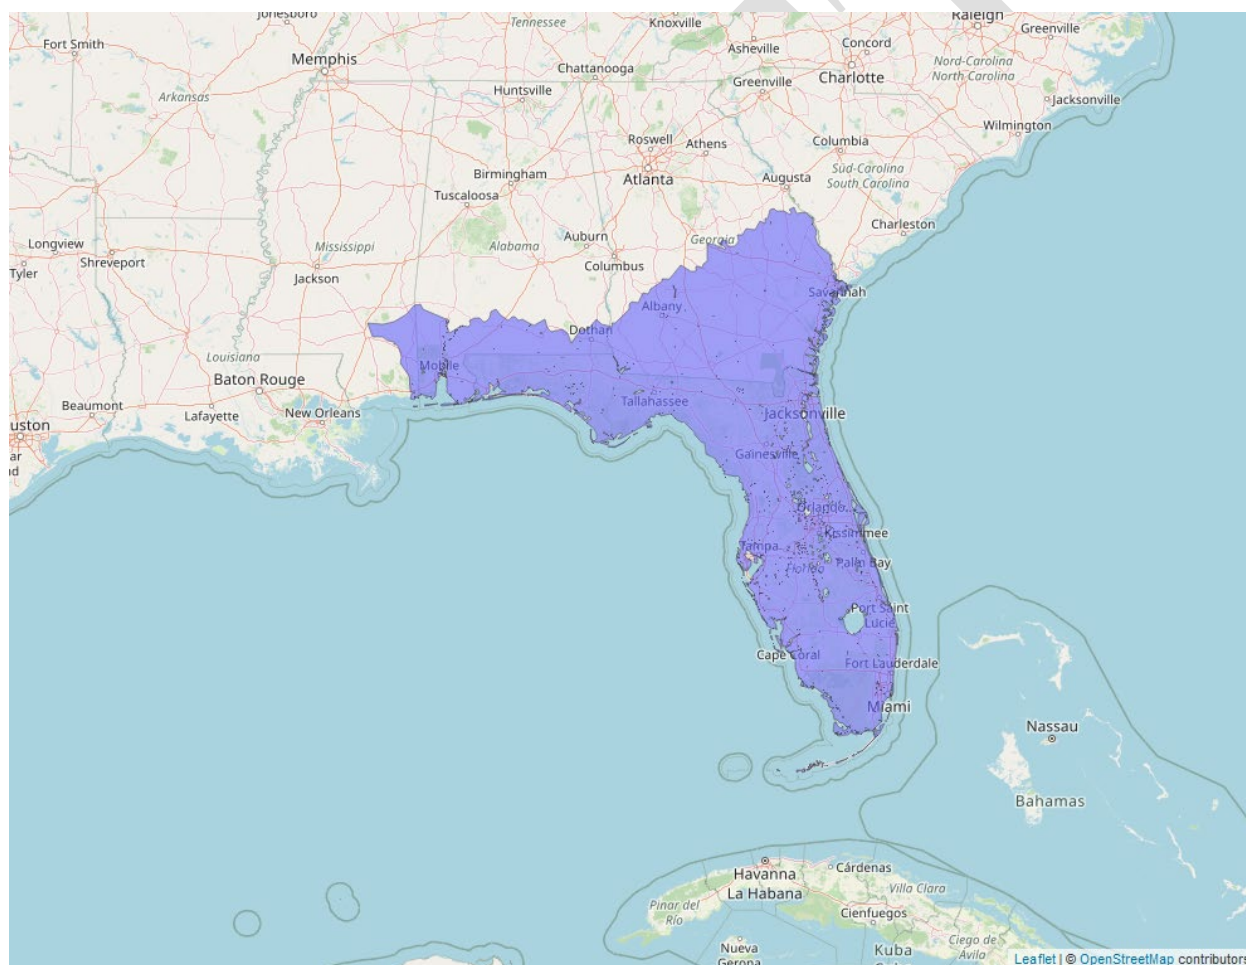 Jonesboro
Tennessee
Knoxville
Raleigh
Greenville
Fort Smith
Memphis
Asheville
Concord
Chattanooga
Charlotte
Nord-Carolina
North Carolina
Arkansas
Huntsville
Greenville
Jacksonville
Wilmington
Roswell
Athens
Columbia
Birmingham
Atlanta
Augusta
Süd-Carolina
South Carolina
Tuscaloosa
Charleston
Longview
Shreveport
Mississippi
Alabama
Auburn
Georgia
Tyler
Jackson
Columbus
Savannah
Albany
Dothan
Louisiana
Mobile
Baton Rouge
Beaumont
Lafayette
New Orleans
Tallahassee
Jacksonville
uston
ar
nd
Gainesville
Orlando
Kissimmee
Tampa
Florida
Palm Bay
Port Saint
Lucie
Cape Coral
Fort Lauderdale
Miami
Nassau
Bahamas
Havanna
La Habana
Cárdenas
Villa Clara
Pinar del
Río
Cienfuegos
Nueva
Gerona
Kuba
Ciego de
Ávila
Leaflet | © OpenStreetMap contributors